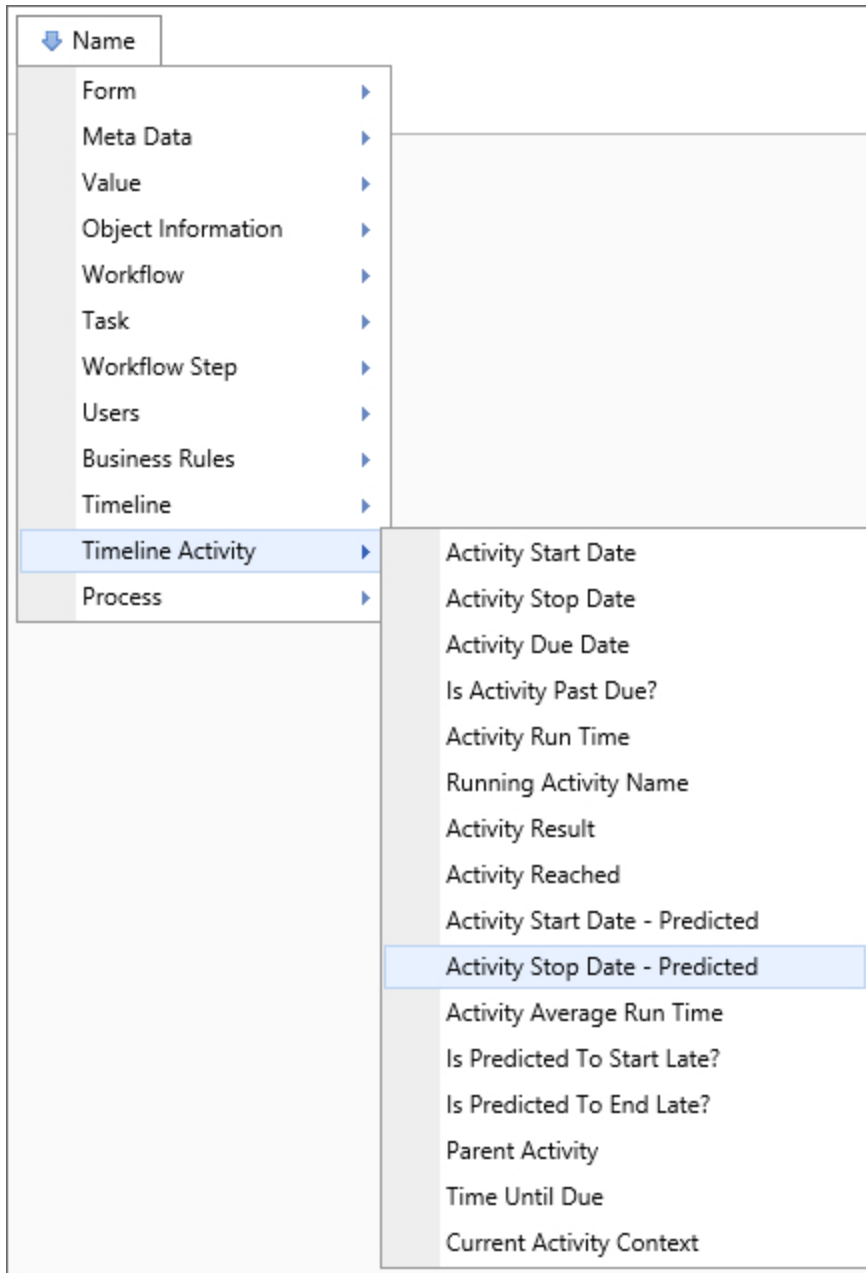 Name
Form
Meta Data
Value
Object Information
Workflow
Task
Workflow Step
Users
Business Rules
Timeline
Timeline Activity
Process
Activity Start Date
Activity Stop Date
Activity Due Date
Is Activity Past Due?
Activity Run Time
Running Activity Name
Activity Result
Activity Reached
Activity Start Date - Predicted
Activity Stop Date - Predicted
Activity Average Run Time
Is Predicted To Start Late?
Is Predicted To End Late?
Parent Activity
Time Until Due
Current Activity Context